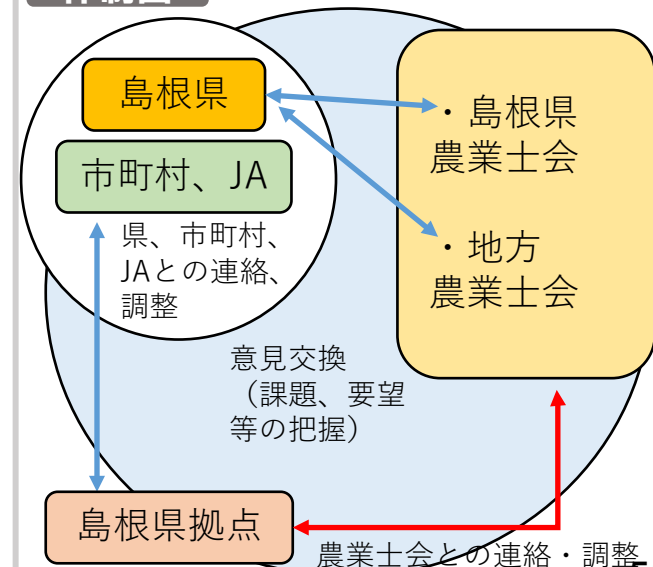 島根県
市町村、JA
県、市町村、
JAとの連絡、
調整
・島根県
農業士会
・地方
農業士会
意見交換
（課題、要望
等の把握）
島根県拠点
農業士会との連絡・調整